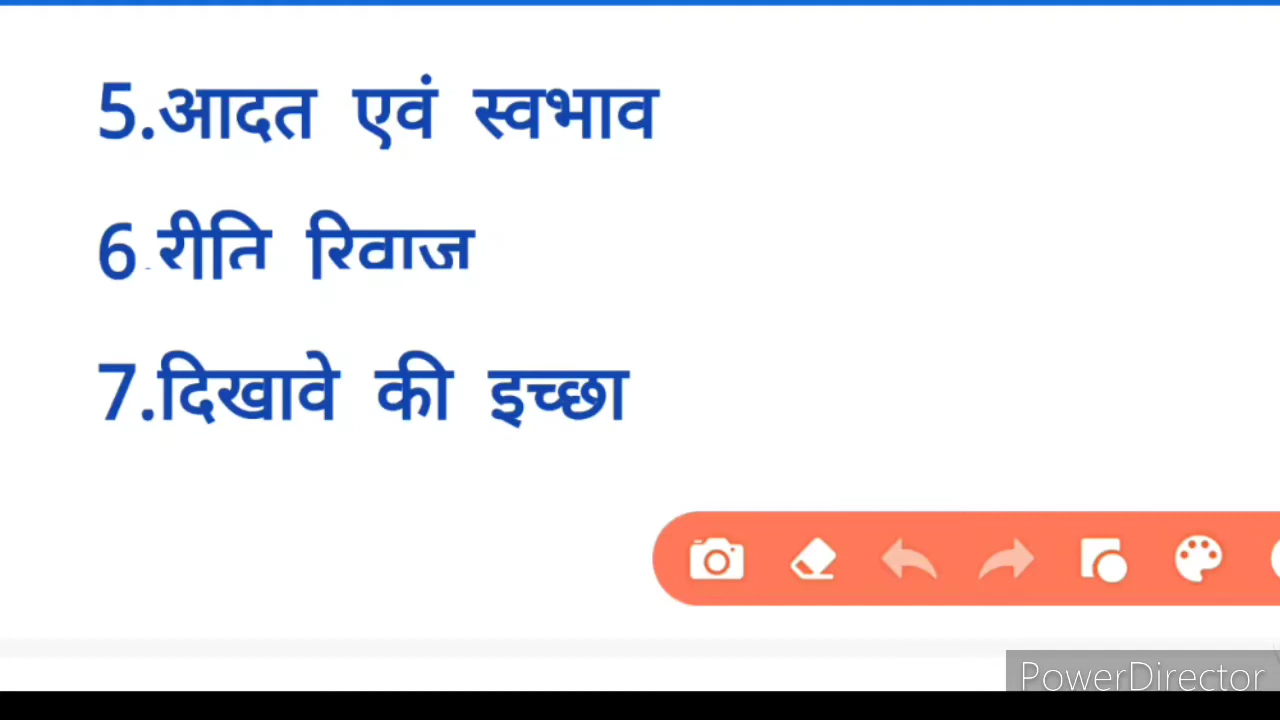 5.आदत एवं स्वभाव
6.रीति रिवाज
7.दिखावे की इच्छा
PowerDirector